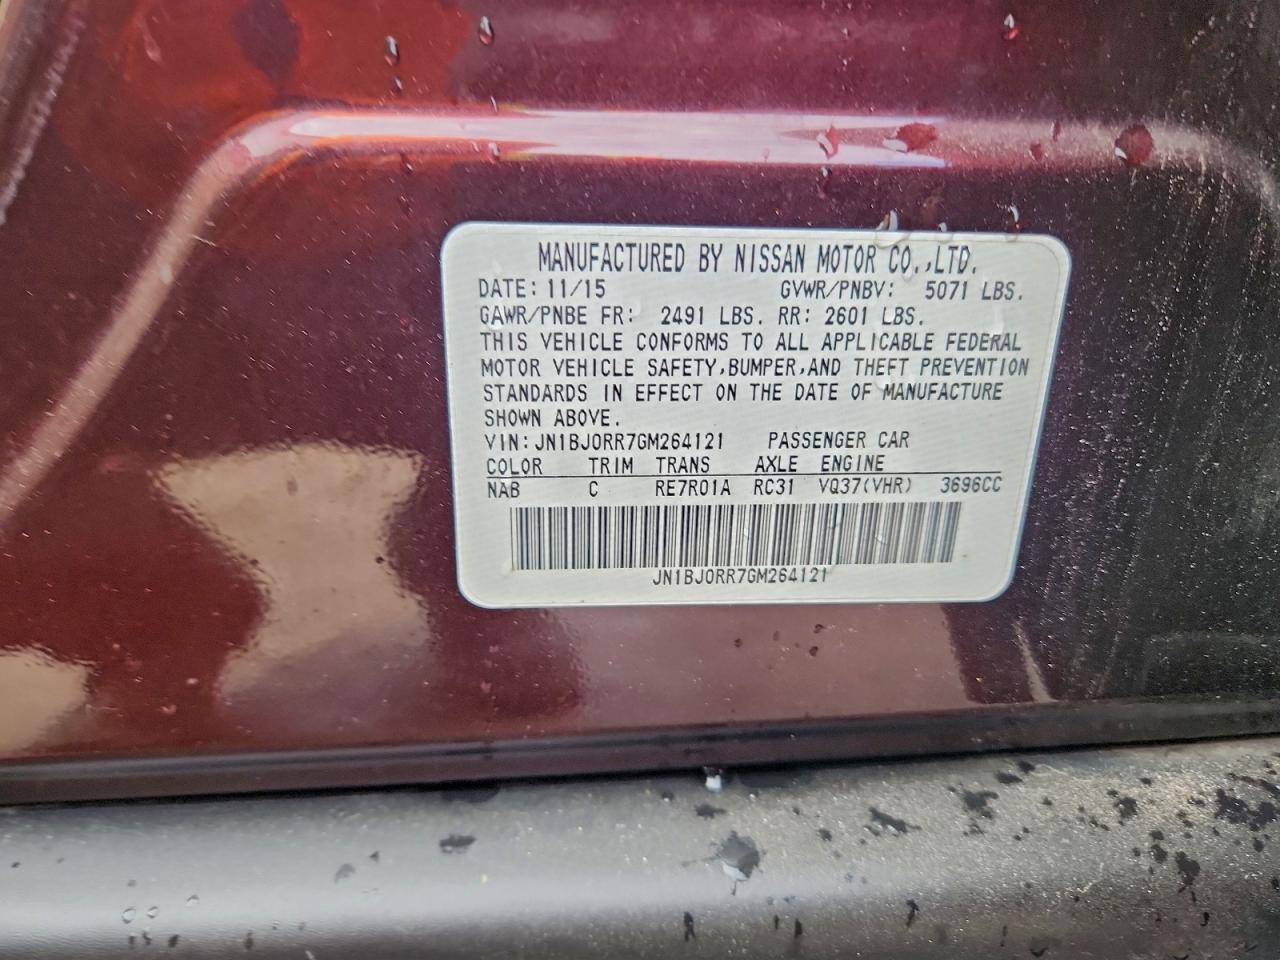 MANUFACTURED BY NISSAN MOTOR CO.,LTD.
DATE: 11/15 GVWR/PNBV: 5071 LBS.
GAWR/PNBE FR: 2491 LBS. RR: 2601 LBS.
THIS VEHICLE CONFORMS TO ALL APPLICABLE FEDERAL
MOTOR VEHICLE SAFETY,BUMPER,AND THEFT PREVENTION
STANDARDS IN EFFECT ON THE DATE OF MANUFACTURE
SHOWN ABOVE.
VIN: JN1BJ0RR7GM264121 PASSENGER CAR
COLOR TRIM TRANS AXLE ENGINE
NAB C RE7R01A RC31 VQ37(VHR) 3696CC
JN1BJ0RR7GM264121